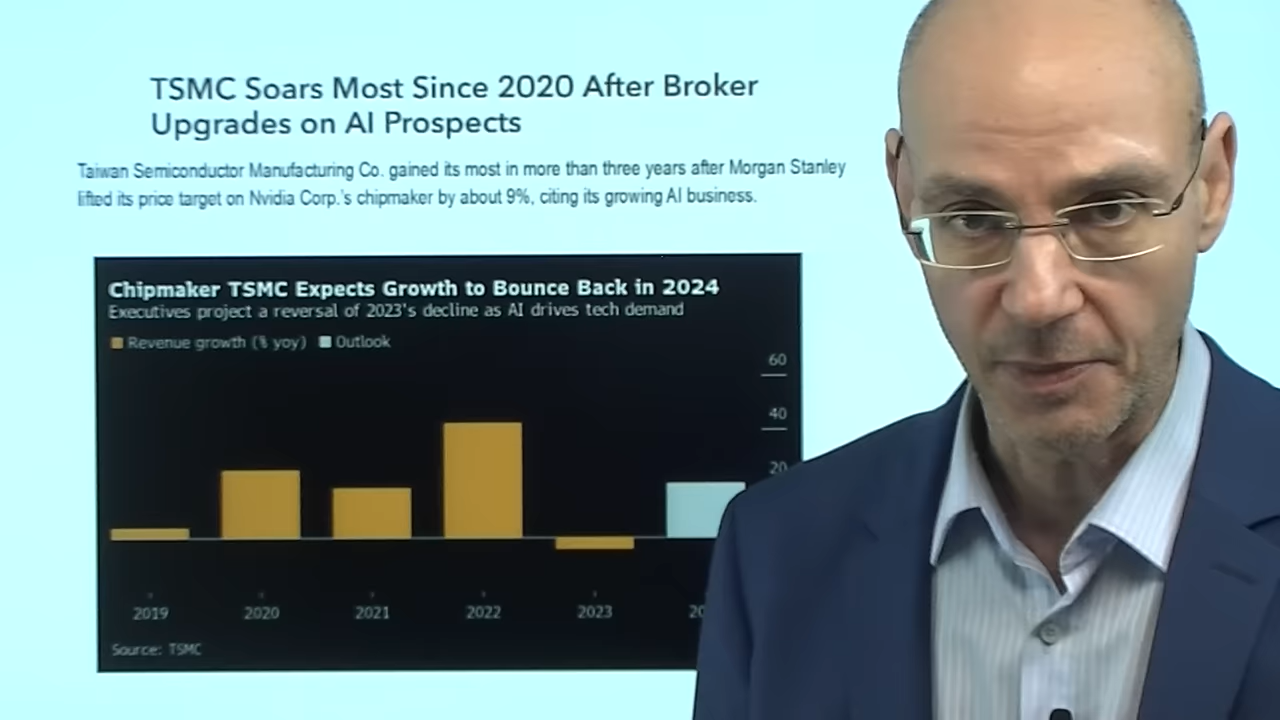 TSMC Soars Most Since 2020 After Broker
Upgrades on AI Prospects
Taiwan Semiconductor Manufacturing Co. gained its most in more than three years after Morgan Stanley
lifted its price target on Nvidia Corp.'s chipmaker by about 9%, citing its growing AI business.
Chipmaker TSMC Expects Growth to Bounce Back in 2024
Executives project a reversal of 2023's decline as AI drives tech demand
Revenue growth (% yoy) Outlook
60
40
20
2019 2020 2021 2022 2023 20
Source: TSMC